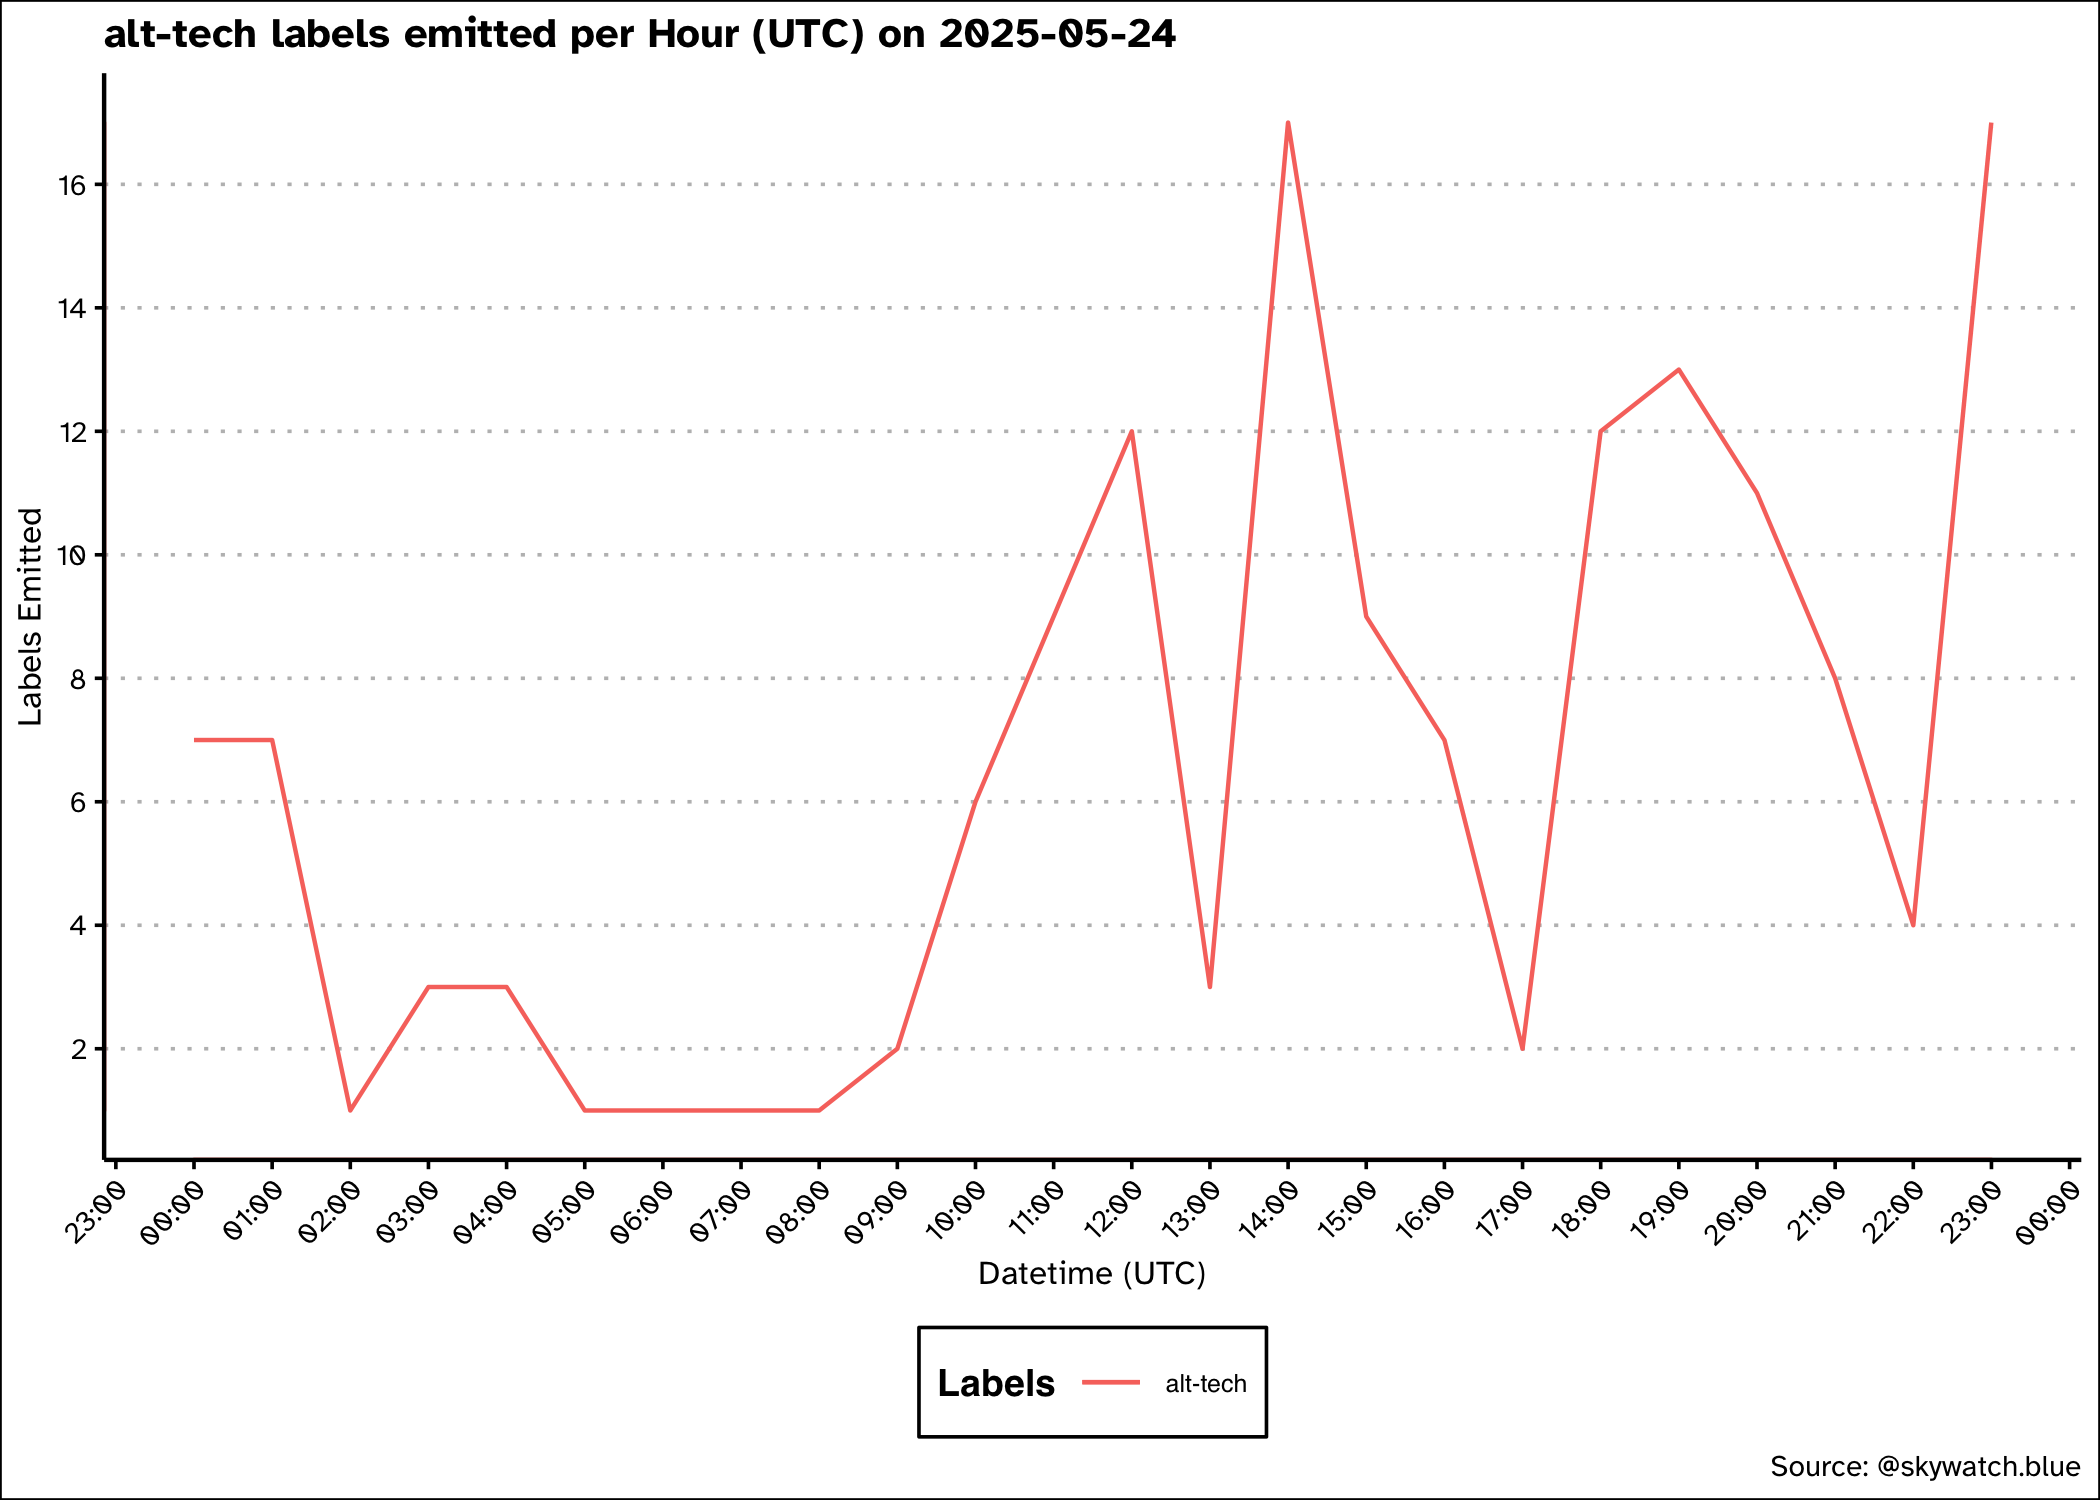 alt-tech labels emitted per Hour (UTC) on 2025-05-24
Labels Emitted
16
14
12
10
8
6
4
2
23:00 00:00 01:00 02:00 03:00 04:00 05:00 06:00 07:00 08:00 09:00 10:00 11:00 12:00 13:00 14:00 15:00 16:00 17:00 18:00 19:00 20:00 21:00 22:00 23:00 00:00
Datetime (UTC)
Labels alt-tech
Source: @skywatch.blue